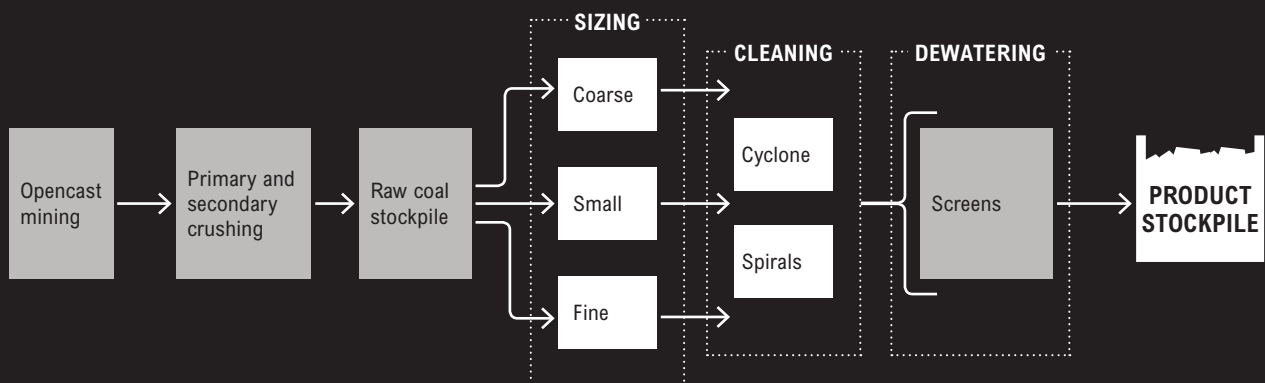 SIZING
CLEANING
DEWATERING
Opencast
mining
Primary and
secondary
crushing
Raw coal
stockpile
Coarse
Small
Fine
Cyclone
Spirals
Screens
PRODUCT
STOCKPILE